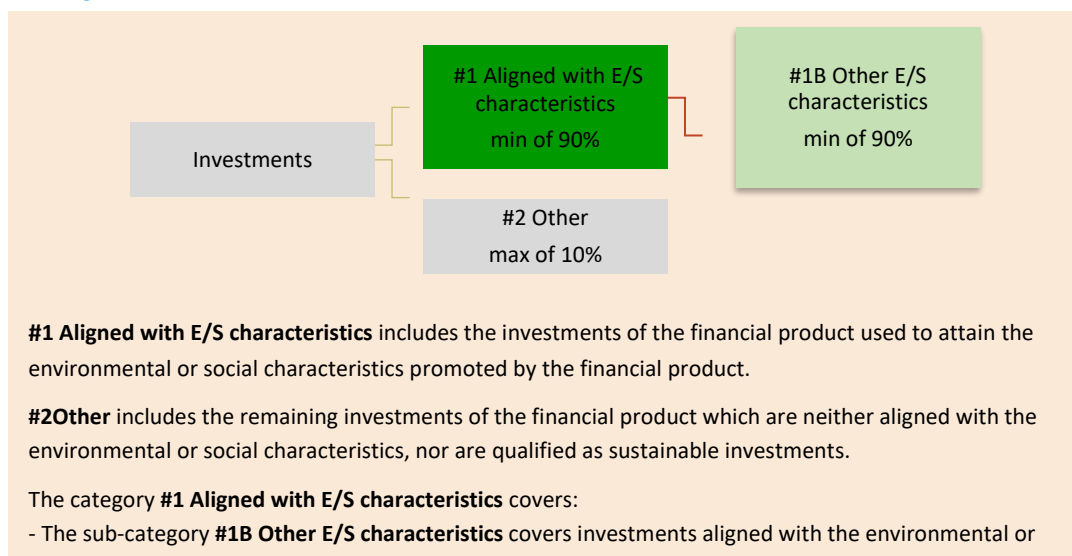 #1 Aligned with E/S
characteristics
min of 90%
#1B Other E/S
characteristics
min of 90%
Investments
#2 Other
max of 10%
#1 Aligned with E/S characteristics includes the investments of the financial product used to attain the
environmental or social characteristics promoted by the financial product.
#2Other includes the remaining investments of the financial product which are neither aligned with the
environmental or social characteristics, nor are qualified as sustainable investments.
The category #1 Aligned with E/S characteristics covers:
- The sub-category #1B Other E/S characteristics covers investments aligned with the environmental or